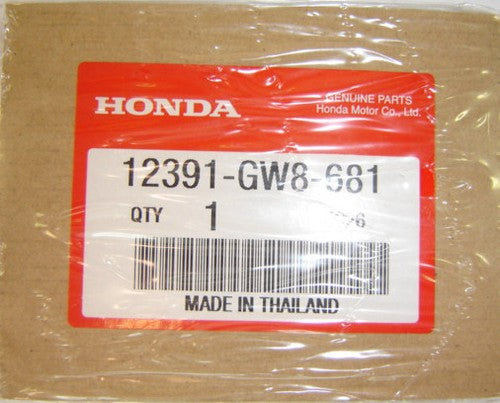 HONDA
GENUINE PARTS
Honda Motor Co., Ltd.
12391-GW8-681
QTY 1
MADE IN THAILAND